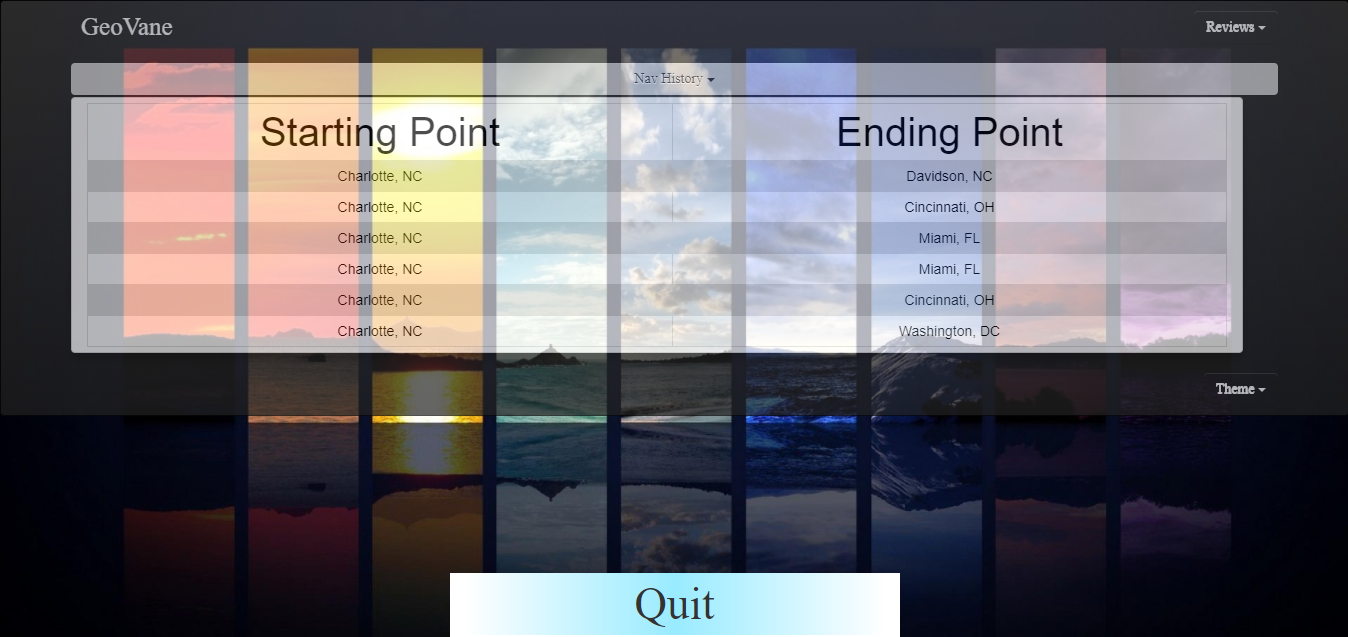 GeoVane Reviews
Nav History
Starting Point Ending Point
Charlotte, NC Davidson, NC
Charlotte, NC Cincinnati, OH
Charlotte, NC Miami, FL
Charlotte, NC Miami, FL
Charlotte, NC Cincinnati, OH
Charlotte, NC Washington, DC
Theme
Quit